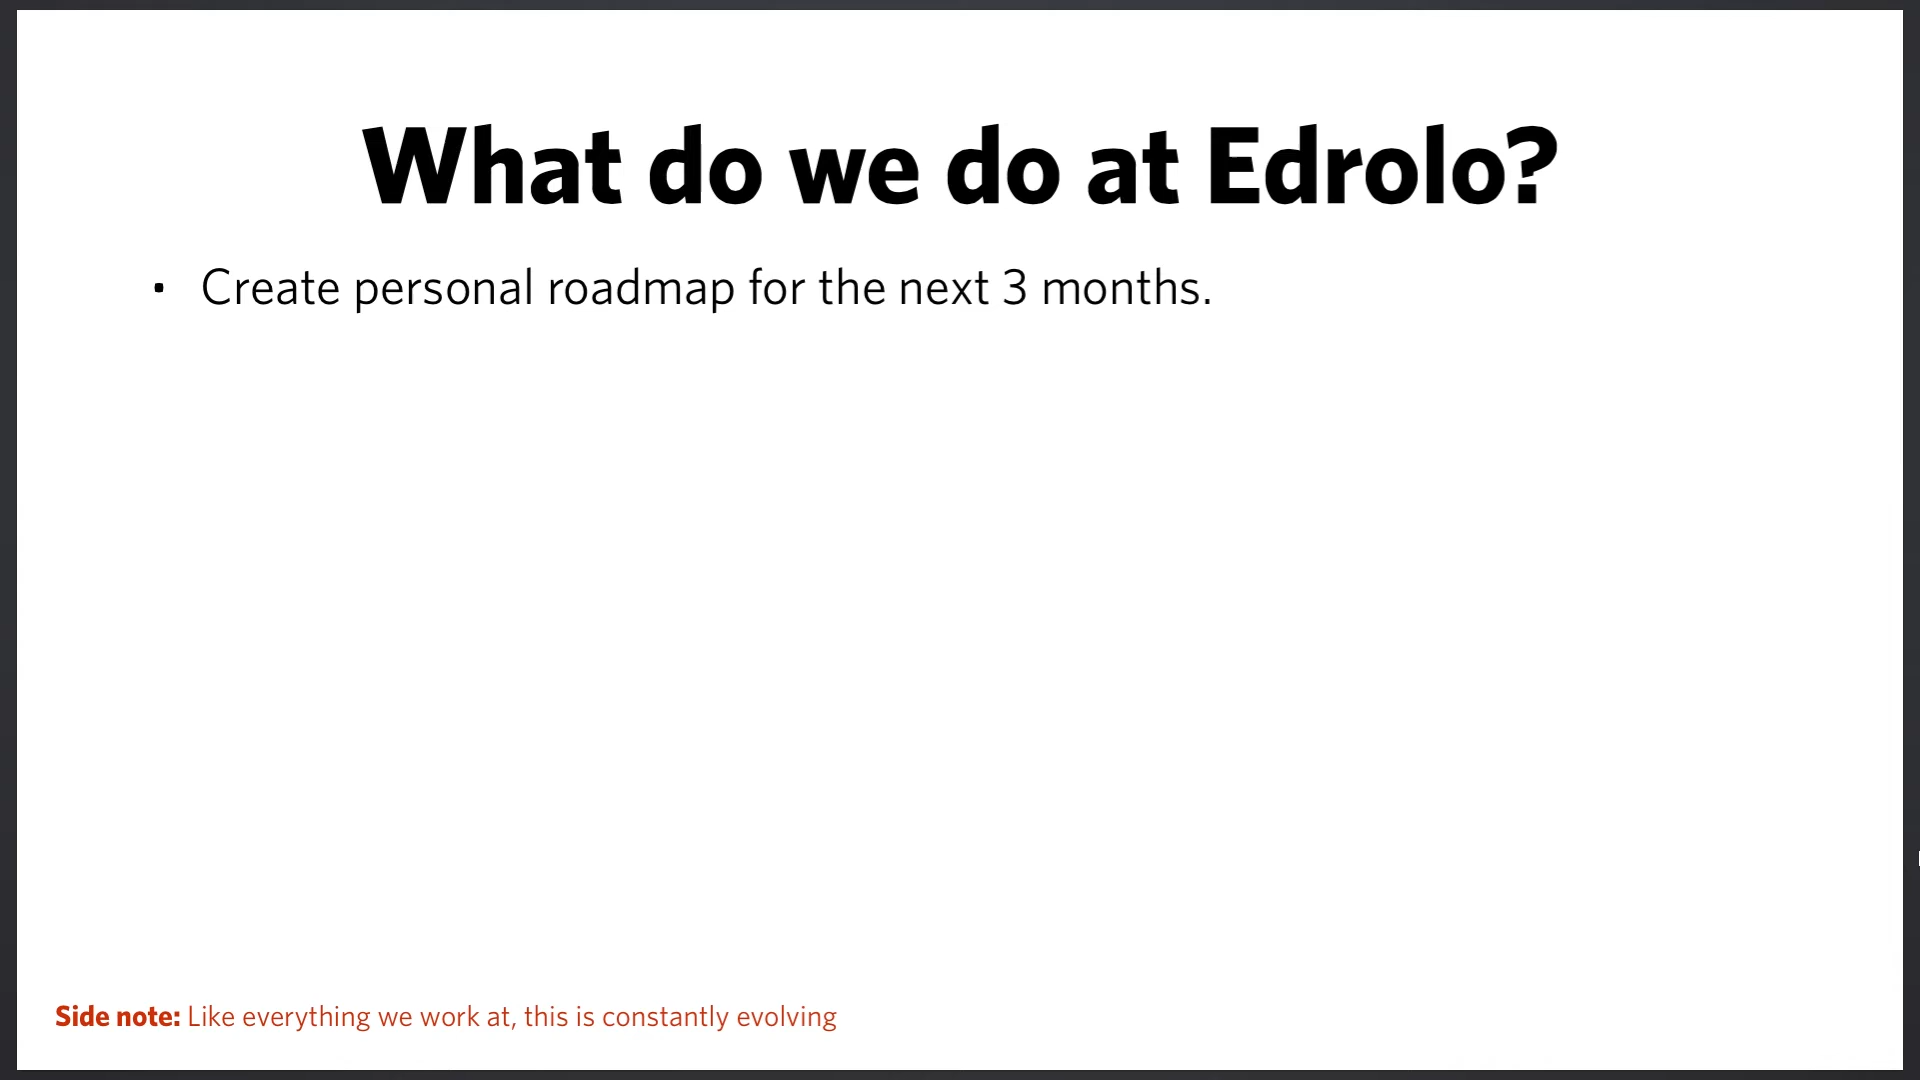 What do we do at Edrolo?
• Create personal roadmap for the next 3 months.
Side note: Like everything we work at, this is constantly evolving